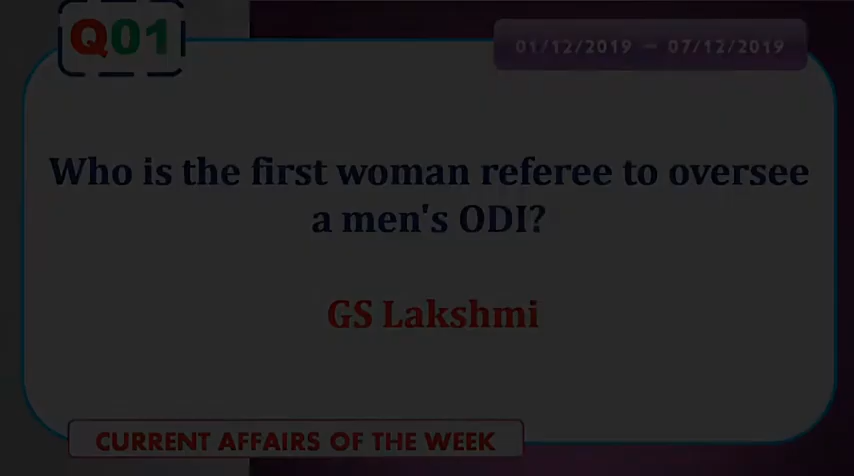 Q01
01/12/2019 – 07/12/2019
Who is the first woman referee to oversee
a men's ODI?
GS Lakshmi
CURRENT AFFAIRS OF THE WEEK